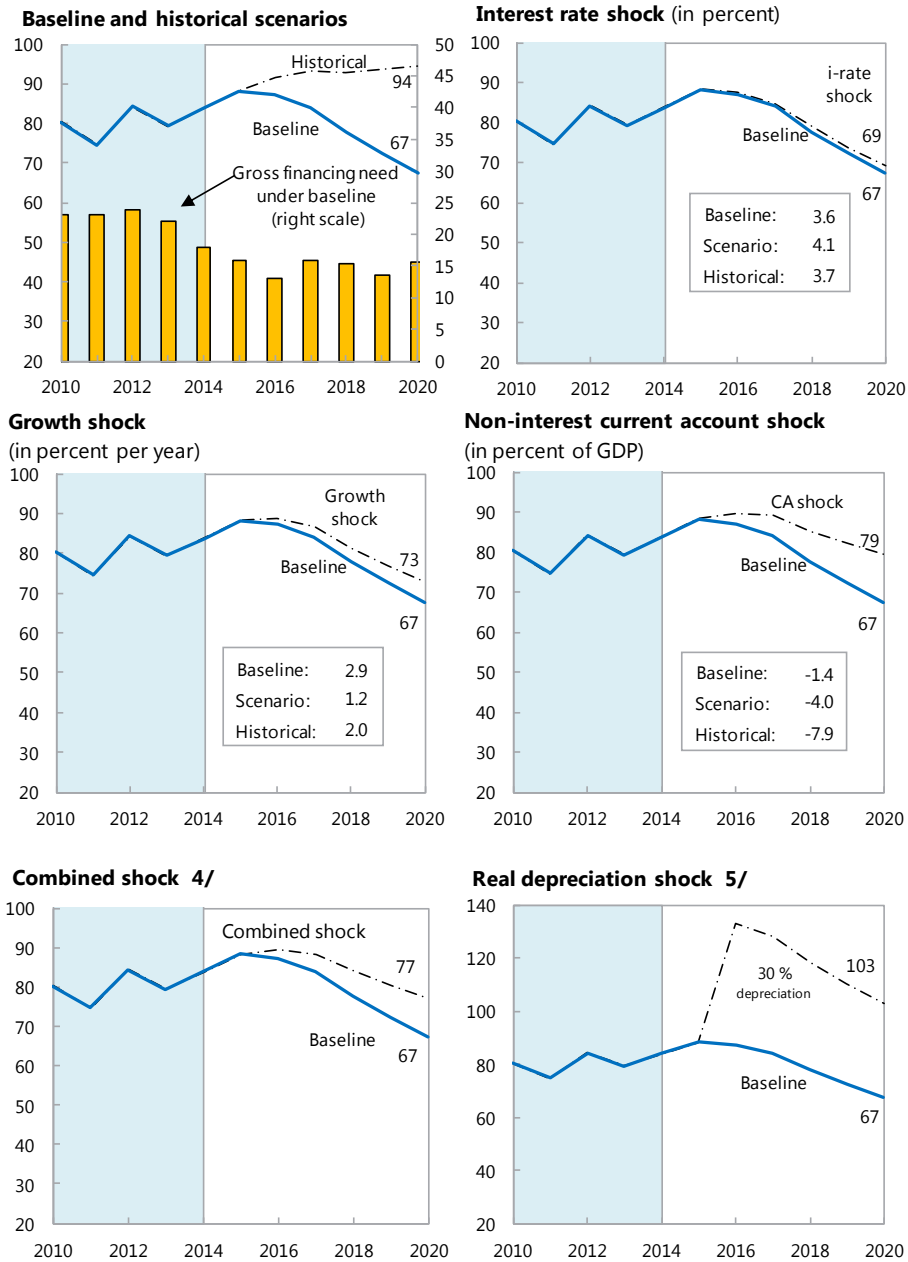 Baseline and historical scenarios
100
90
80
70
60
50
40
30
20
50
45
40
35
30
25
20
15
10
5
0
Historical
94
Baseline
67
Gross financing need
under baseline
(right scale)
2010 2012 2014 2016 2018 2020
Interest rate shock (in percent)
100
90
80
70
60
50
40
30
20
i-rate
shock
Baseline
69
67
Baseline: 3.6
Scenario: 4.1
Historical: 3.7
2010 2012 2014 2016 2018 2020
Growth shock
(in percent per year)
100
90
80
70
60
50
40
30
20
Growth
shock
73
Baseline
67
Baseline: 2.9
Scenario: 1.2
Historical: 2.0
2010 2012 2014 2016 2018 2020
Non-interest current account shock
(in percent of GDP)
100
90
80
70
60
50
40
30
20
CA shock
79
Baseline
67
Baseline: -1.4
Scenario: -4.0
Historical: -7.9
2010 2012 2014 2016 2018 2020
Combined shock 4/
100
90
80
70
60
50
40
30
20
Combined shock
77
Baseline
67
2010 2012 2014 2016 2018 2020
Real depreciation shock 5/
140
120
100
80
60
40
20
30 %
depreciation
103
Baseline
67
2010 2012 2014 2016 2018 2020